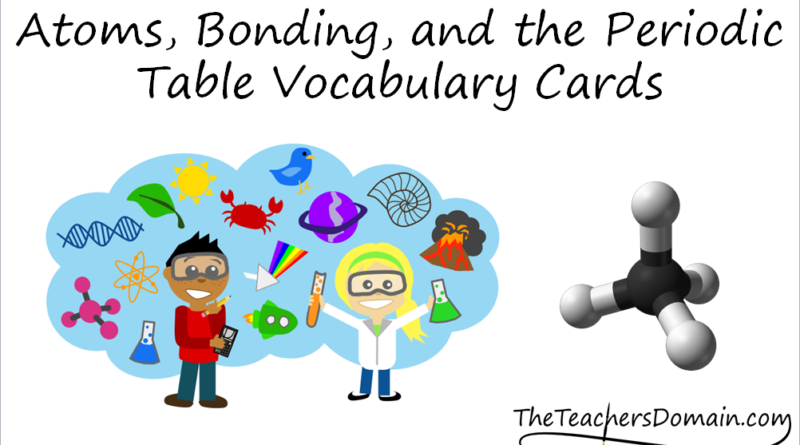 Atoms, Bonding, and the Periodic
Table Vocabulary Cards
TheTeachersDomain.com